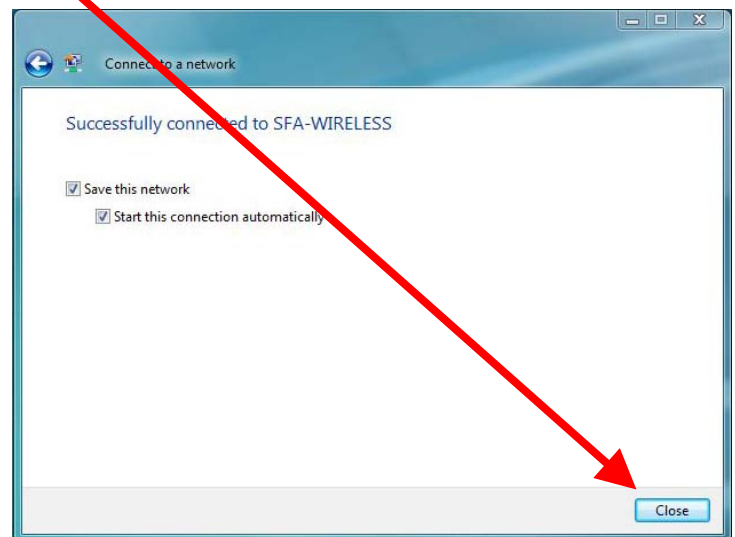 Connect to a network
Successfully connected to SFA-WIRELESS
Save this network
Start this connection automatically
Close